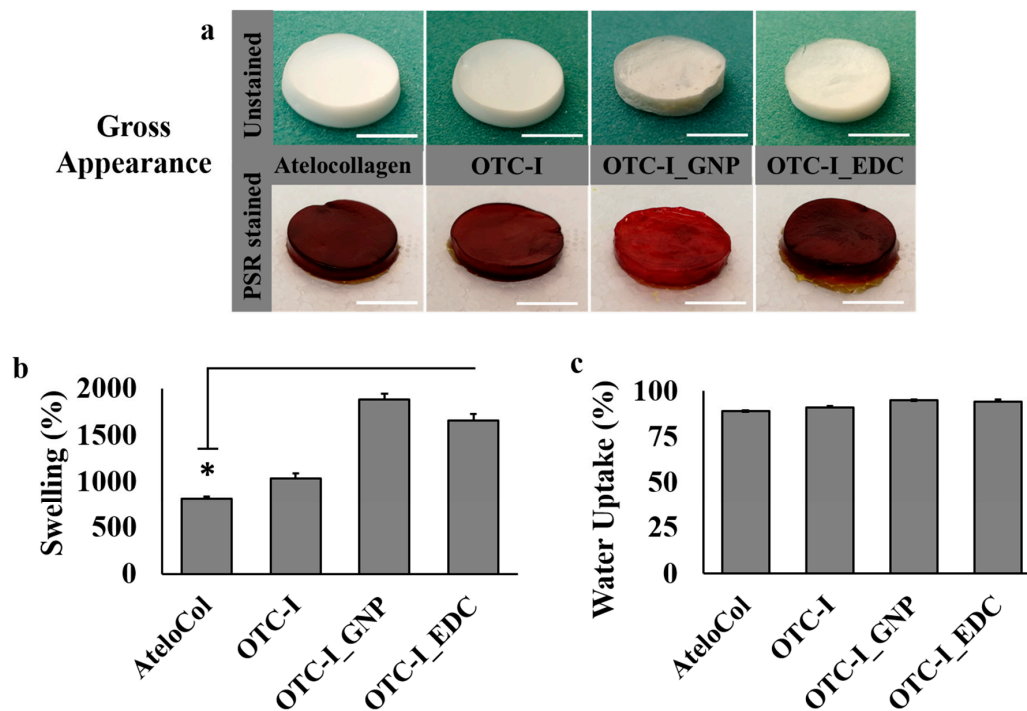 a
Gross
Appearance
Unstained
Atelocollagen
OTC-I
OTC-I_GNP
OTC-I_EDC
PSR stained
b
Swelling (%)
2000
1500
1000
500
0
*
AteloCol
OTC-I
OTC-I_GNP
OTC-I_EDC
c
Water Uptake (%)
100
75
50
25
0
AteloCol
OTC-I
OTC-I_GNP
OTC-I_EDC